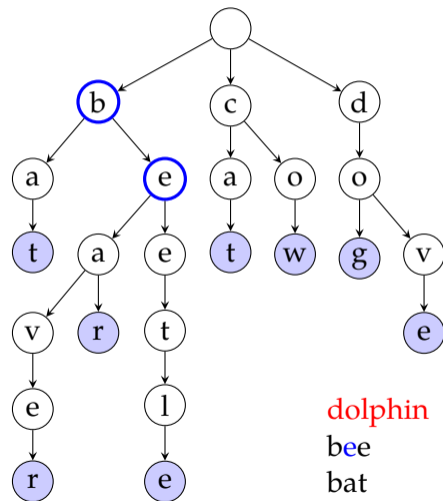 b c d
a e a o o
t a e t w g v
v r t e
e l
r e
dolphin
bee
bat